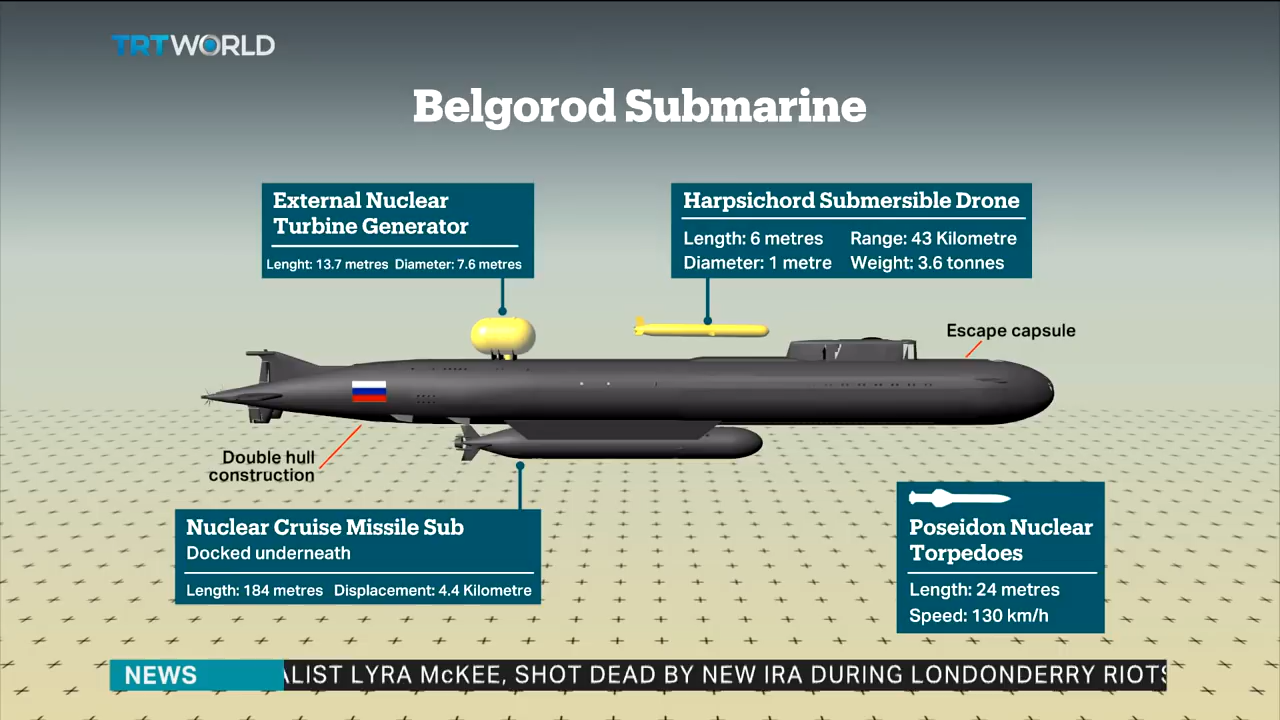 TRTWORLD
Belgorod Submarine
External Nuclear
Turbine Generator
Lenght: 13.7 metres Diameter: 7.6 metres
Harpsichord Submersible Drone
Length: 6 metres Range: 43 Kilometre
Diameter: 1 metre Weight: 3.6 tonnes
Escape capsule
Double hull
construction
Nuclear Cruise Missile Sub
Docked underneath
Length: 184 metres Displacement: 4.4 Kilometre
Poseidon Nuclear
Torpedoes
Length: 24 metres
Speed: 130 km/h
NEWS
ALIST LYRA McKEE, SHOT DEAD BY NEW IRA DURING LONDONDERRY RIOTS